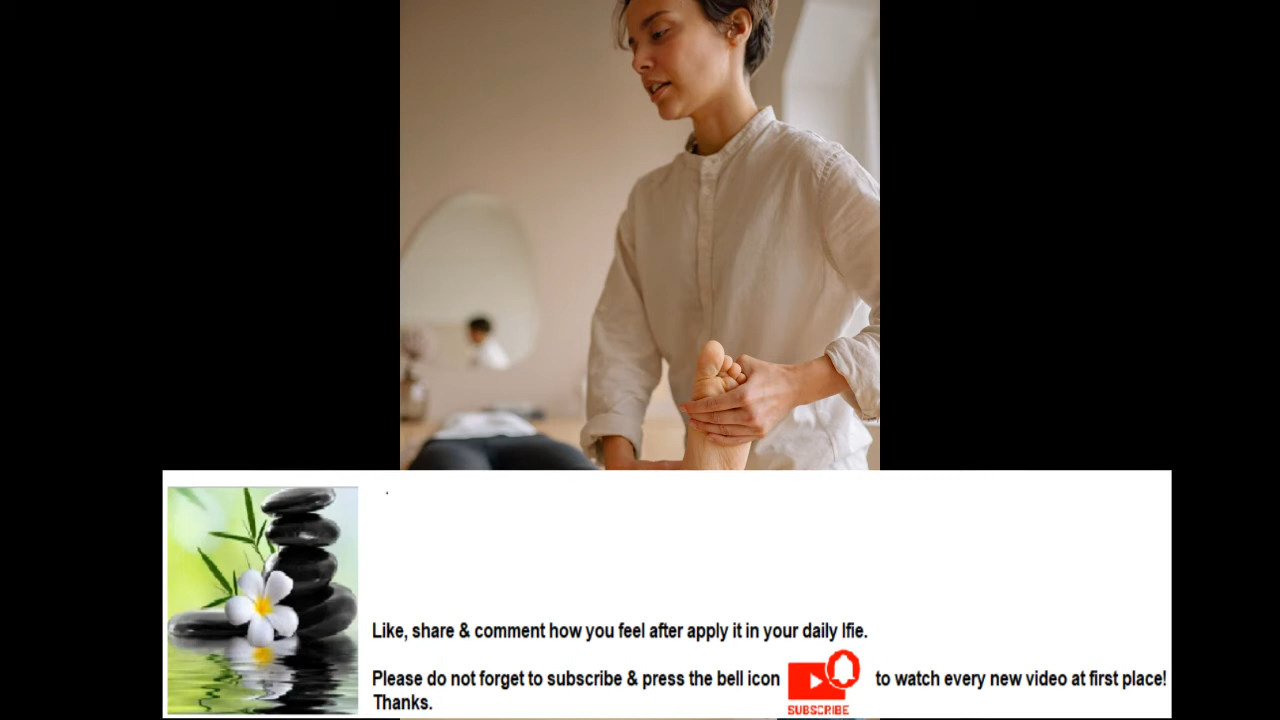 Like, share & comment how you feel after apply it in your daily lfie.
Please do not forget to subscribe & press the bell icon SUBSCRIBE to watch every new video at first place!
Thanks.